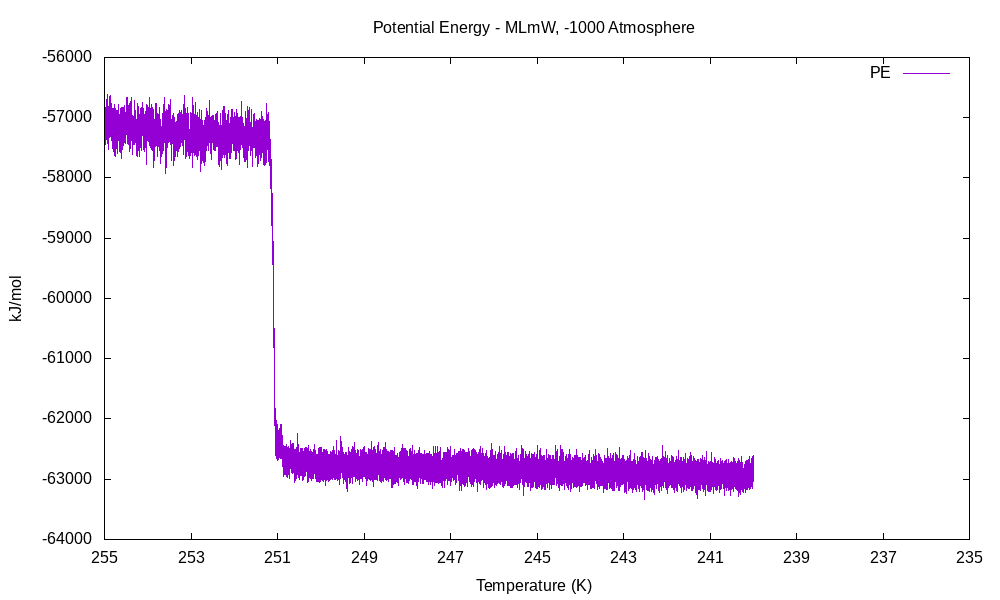 Potential Energy - MLmW, -1000 Atmosphere
PE
-56000
-57000
-58000
-59000
-60000
-61000
-62000
-63000
-64000
kJ/mol
255 253 251 249 247 245 243 241 239 237 235
Temperature (K)